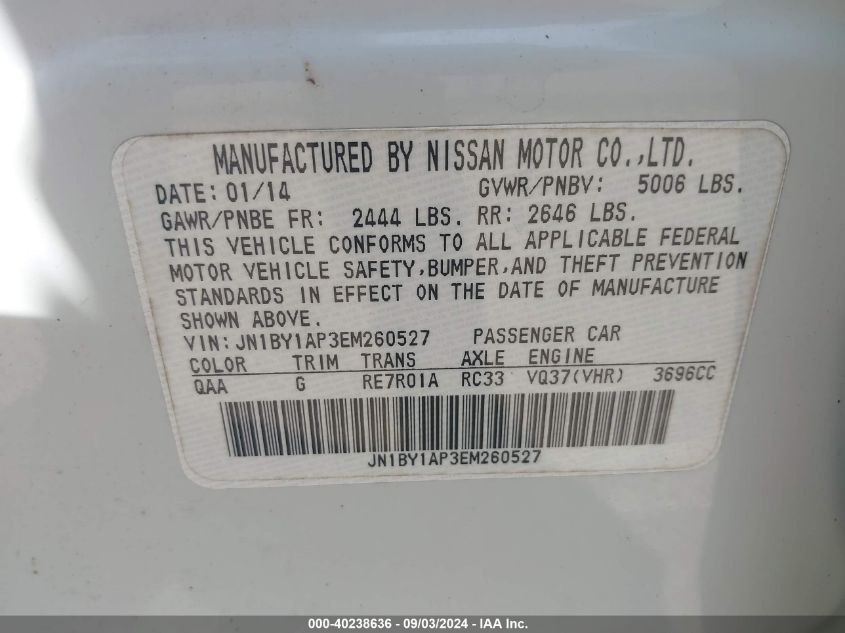 MANUFACTURED BY NISSAN MOTOR CO.,LTD.
DATE: 01/14 GVWR/PNBV: 5006 LBS.
GAWR/PNBE FR: 2444 LBS. RR: 2646 LBS.
THIS VEHICLE CONFORMS TO ALL APPLICABLE FEDERAL
MOTOR VEHICLE SAFETY,BUMPER,AND THEFT PREVENTION
STANDARDS IN EFFECT ON THE DATE OF MANUFACTURE
SHOWN ABOVE.
VIN: JN1BY1AP3EM260527 PASSENGER CAR
COLOR TRIM TRANS AXLE ENGINE
QAA G RE7R01A RC33 VQ37(VHR) 3696CC
JN1BY1AP3EM260527
000-40238636 - 09/03/2024 - IAA Inc.